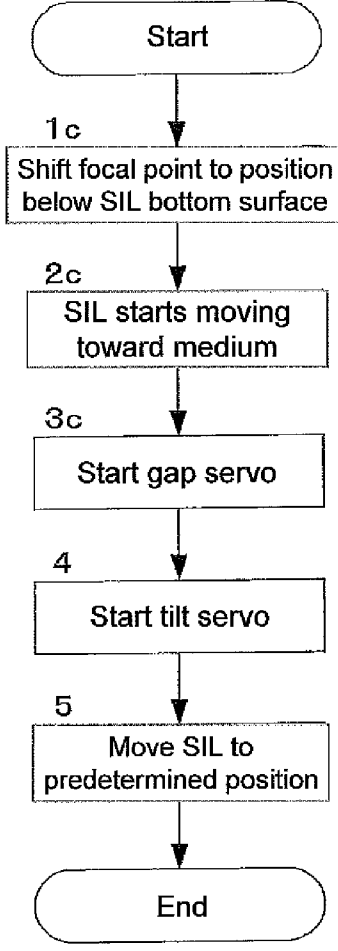 Start
1c
Shift focal point to position
below SIL bottom surface
2c
SIL starts moving
toward medium
3c
Start gap servo
4
Start tilt servo
5
Move SIL to
predetermined position
End